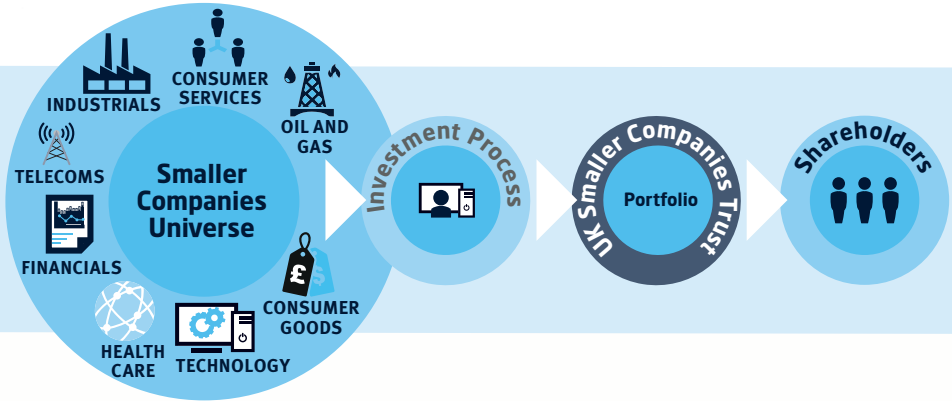 CONSUMER
SERVICES
INDUSTRIALS
OIL AND
GAS
TELECOMS
Smaller
Companies
Universe
FINANCIALS
£
CONSUMER
GOODS
HEALTH
CARE
TECHNOLOGY
Investment Process
UK Smaller Companies Trust
Portfolio
Shareholders